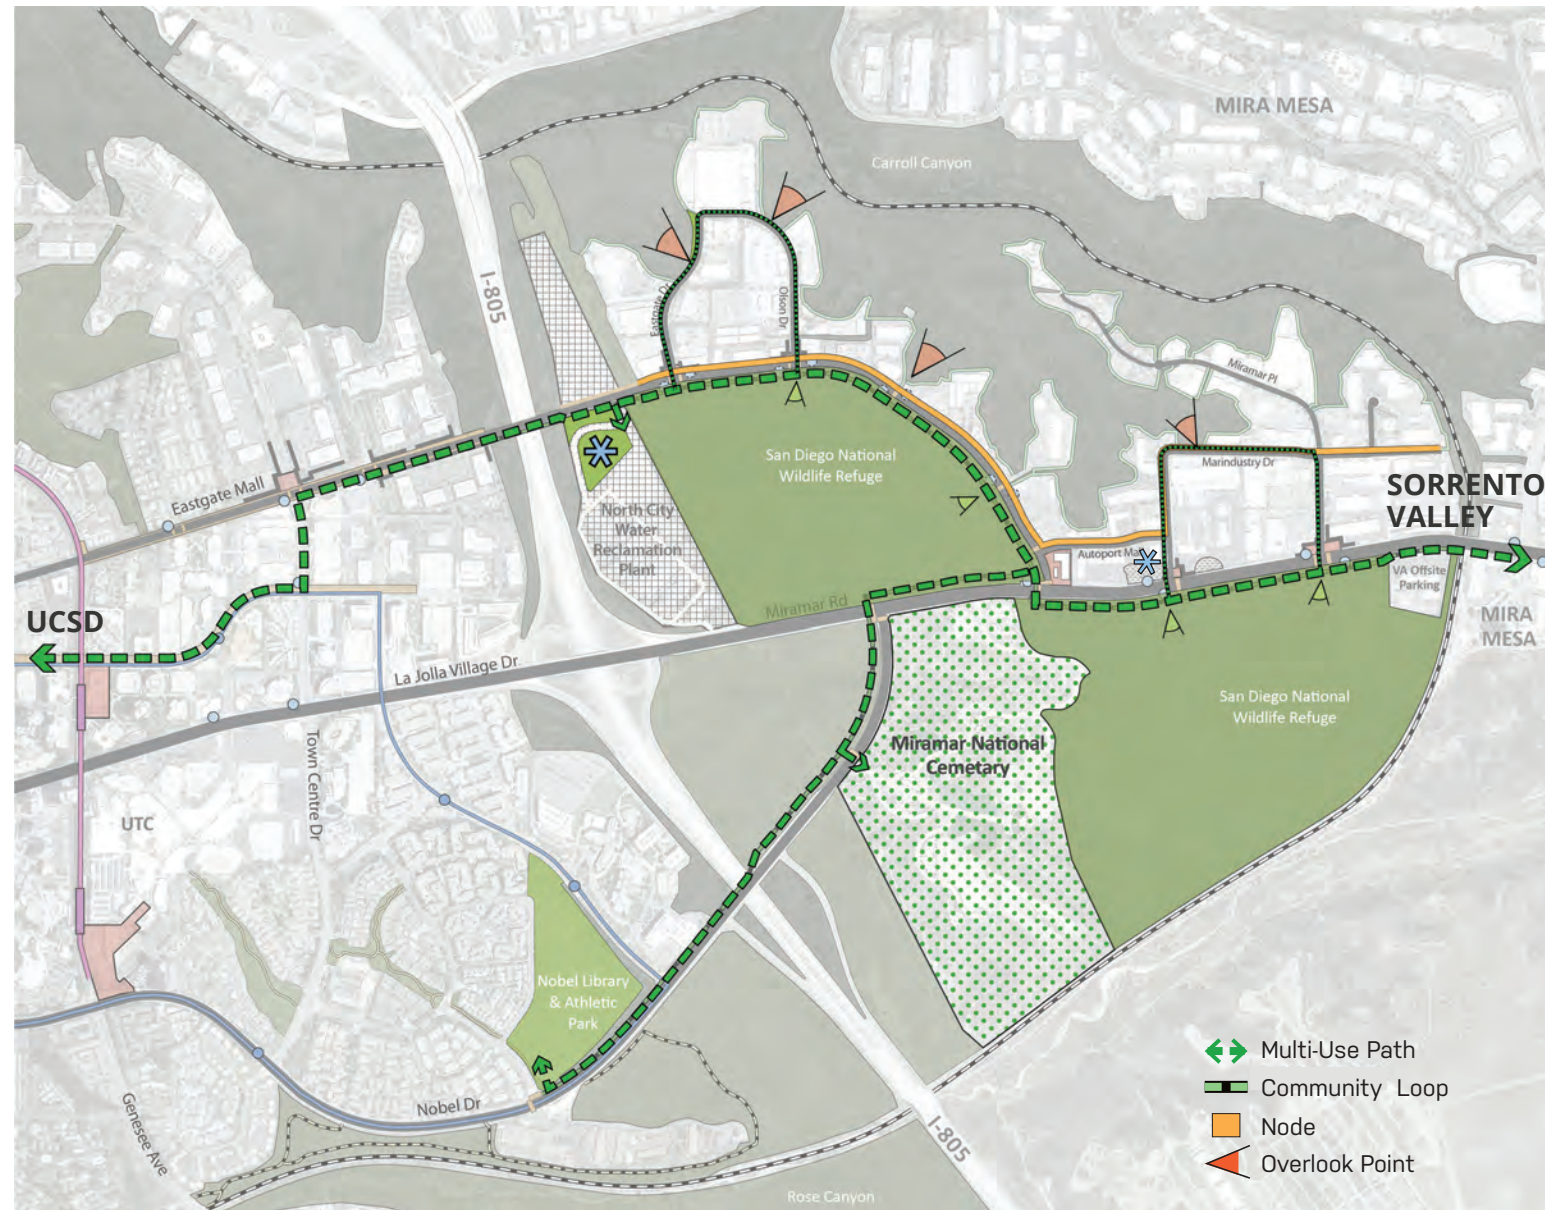 MIRA MESA
Carroll Canyon
I-805
Eastgate Dr
Olson Dr
Miramar Pl
San Diego National
Wildlife Refuge
Marindustry Dr
SORRENTO
VALLEY
Eastgate Mall
North City
Water
Reclamation
Plant
Autoport Ma
VA Offsite
Parking
Miramar Rd
UCSD
MIRA
MESA
La Jolla Village Dr
San Diego National
Wildlife Refuge
Miramar National
Cemetary
Town Centre Dr
UTC
Nobel Library
& Athletic
Park
Multi-Use Path
Community Loop
Node
Overlook Point
Nobel Dr
Genesee Ave
I-805
Rose Canyon